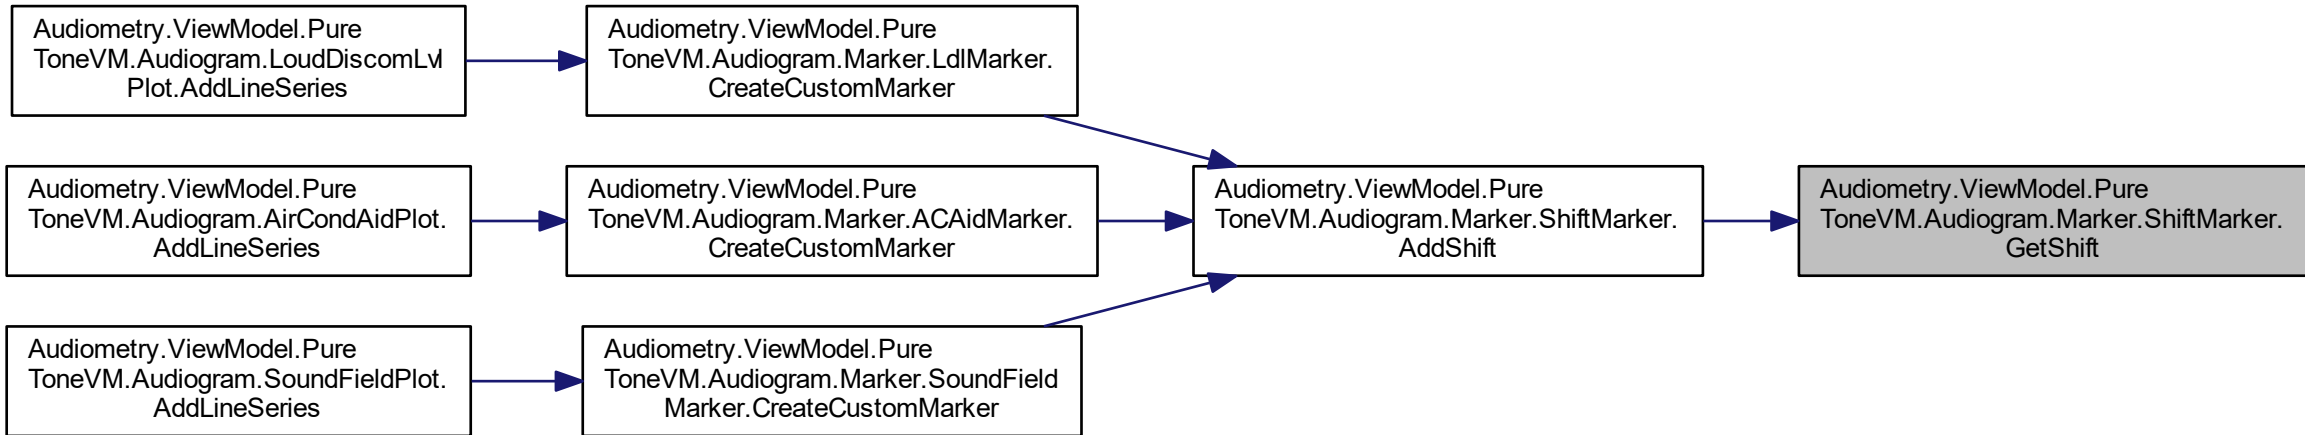 Audiometry.ViewModel.Pure
ToneVM.Audiogram.LoudDiscomLvl
Plot.AddLineSeries
Audiometry.ViewModel.Pure
ToneVM.Audiogram.Marker.LdlMarker.
CreateCustomMarker
Audiometry.ViewModel.Pure
ToneVM.Audiogram.AirCondAidPlot.
AddLineSeries
Audiometry.ViewModel.Pure
ToneVM.Audiogram.Marker.ACAidMarker.
CreateCustomMarker
Audiometry.ViewModel.Pure
ToneVM.Audiogram.Marker.ShiftMarker.
AddShift
Audiometry.ViewModel.Pure
ToneVM.Audiogram.Marker.ShiftMarker.
GetShift
Audiometry.ViewModel.Pure
ToneVM.Audiogram.SoundFieldPlot.
AddLineSeries
Audiometry.ViewModel.Pure
ToneVM.Audiogram.Marker.SoundField
Marker.CreateCustomMarker